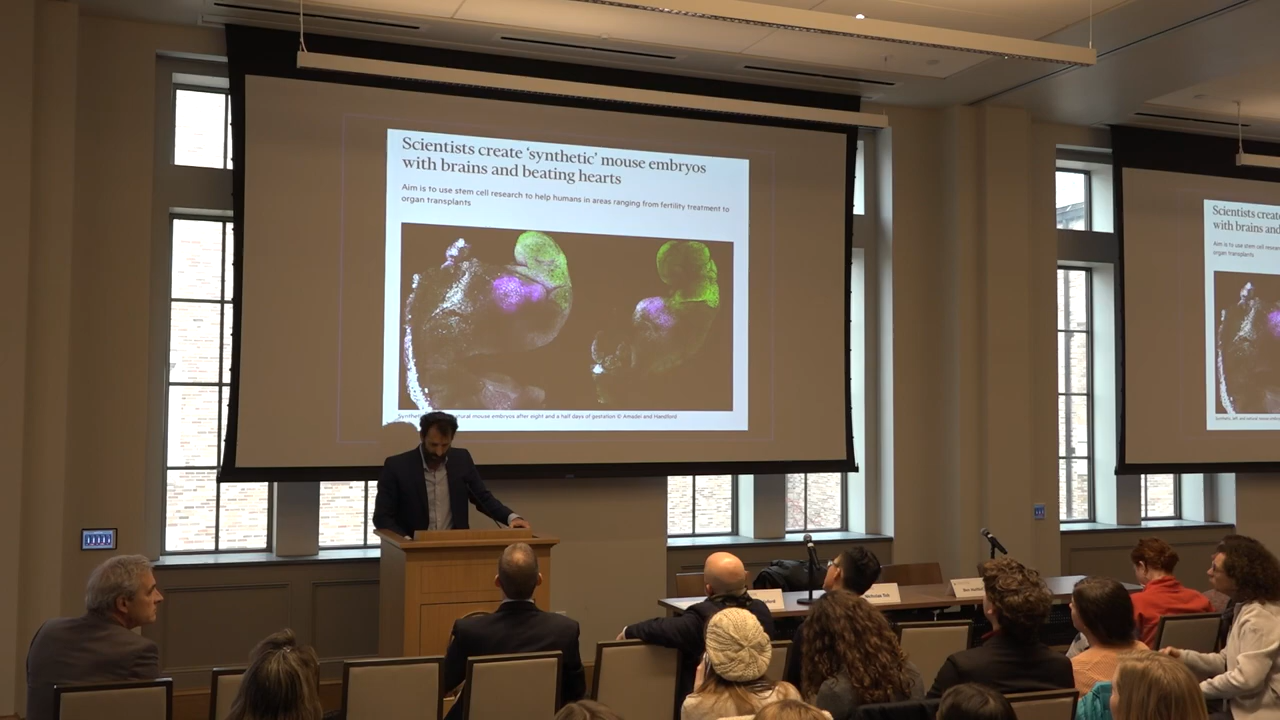 Scientists create 'synthetic' mouse embryos
with brains and beating hearts
Aim is to use stem cell research to help humans in areas ranging from fertility treatment to
organ transplants
natural mouse embryos after eight and a half days of gestation © Amadei and Handford
Scientists create
with brains and
Aim is to use stem
organ transplants
Nicholas